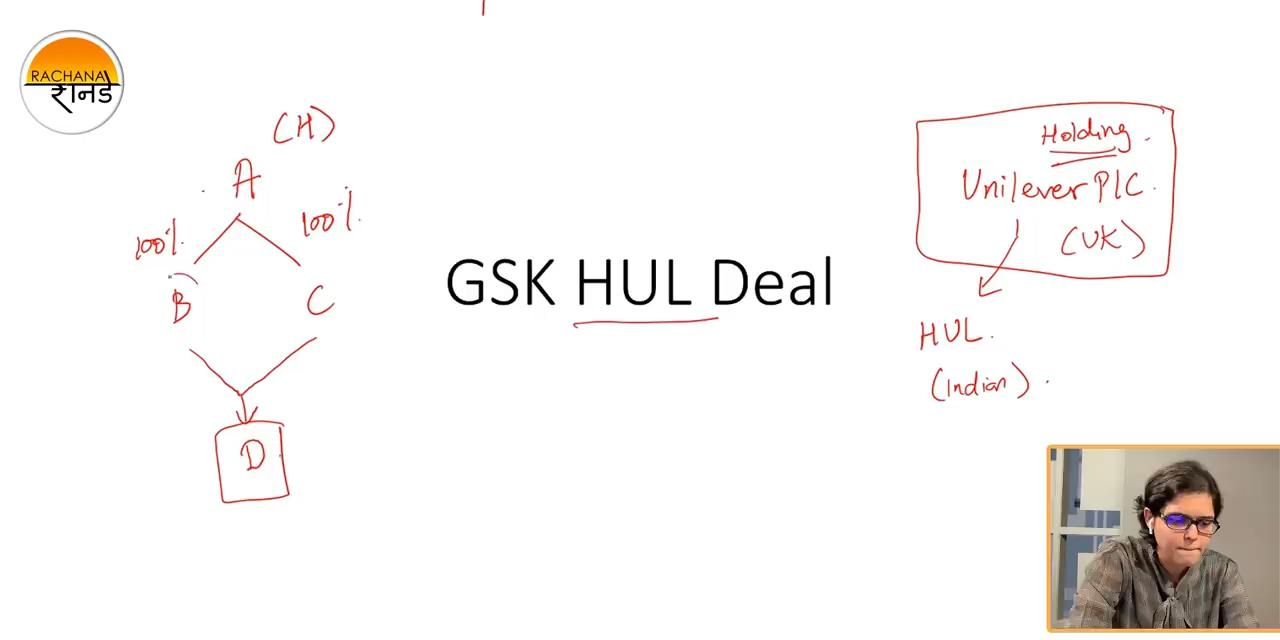 RACHANA
रानडे
(H)
A
100%
100%.
B
C
D
GSK HUL Deal
Holding.
Unilever PLC.
(UK)
HUL.
(Indian).